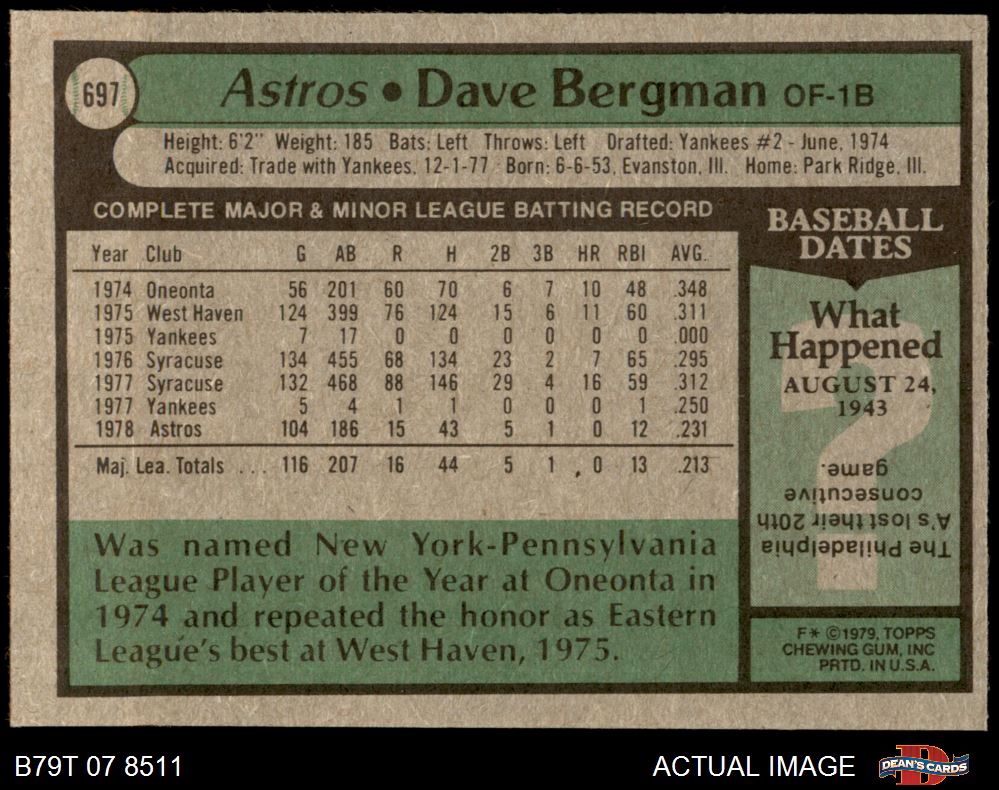 697
Astros • Dave Bergman OF-1B
Height: 6'2" Weight: 185 Bats: Left Throws: Left Drafted: Yankees #2 - June, 1974
Acquired: Trade with Yankees, 12-1-77 Born: 6-6-53, Evanston, Ill. Home: Park Ridge, Ill.
COMPLETE MAJOR & MINOR LEAGUE BATTING RECORD
Year Club G AB R H 2B 3B HR RBI AVG.
1974 Oneonta 56 201 60 70 6 7 10 48 .348
1975 West Haven 124 399 76 124 15 6 11 60 .311
1975 Yankees 7 17 0 0 0 0 0 0 .000
1976 Syracuse 134 455 68 134 23 2 7 65 .295
1977 Syracuse 132 468 88 146 29 4 16 59 .312
1977 Yankees 5 4 1 1 0 0 0 1 .250
1978 Astros 104 186 15 43 5 1 0 12 .231
Maj. Lea. Totals ... 116 207 16 44 5 1 0 13 .213
Was named New York-Pennsylvania
League Player of the Year at Oneonta in
1974 and repeated the honor as Eastern
League's best at West Haven, 1975.
BASEBALL
DATES
What
Happened
AUGUST 24,
1943
?
The Philadelphia
A's lost their 20th
consecutive
game.
F* ©1979, TOPPS
CHEWING GUM, INC
PRTD. IN U.S.A.
B79T 07 8511
ACTUAL IMAGE
D
DEAN'S CARDS